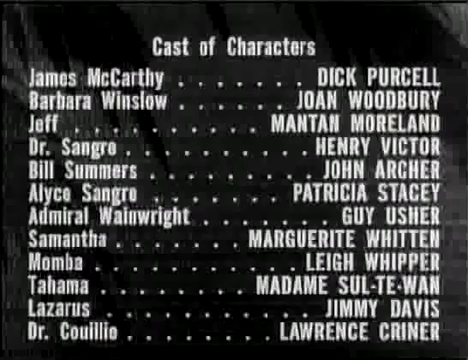 Cast of Characters
James McCarthy . . . . . . . DICK PURCELL
Barbara Winslow . . . . . . JOAN WOODBURY
Jeff . . . . . . . . . . MANTAN MORELAND
Dr. Sangre . . . . . . . . . HENRY VICTOR
Bill Summers . . . . . . . . JOHN ARCHER
Alyce Sangre . . . . . . . PATRICIA STACEY
Admiral Wainwright . . . . . . . GUY USHER
Samantha . . . . . . MARGUERITE WHITTEN
Momba . . . . . . . . . . LEIGH WHIPPER
Tahama . . . . . . . MADAME SUL-TE-WAN
Lazarus . . . . . . . . . . JIMMY DAVIS
Dr. Couillie . . . . . . . LAWRENCE CRINER